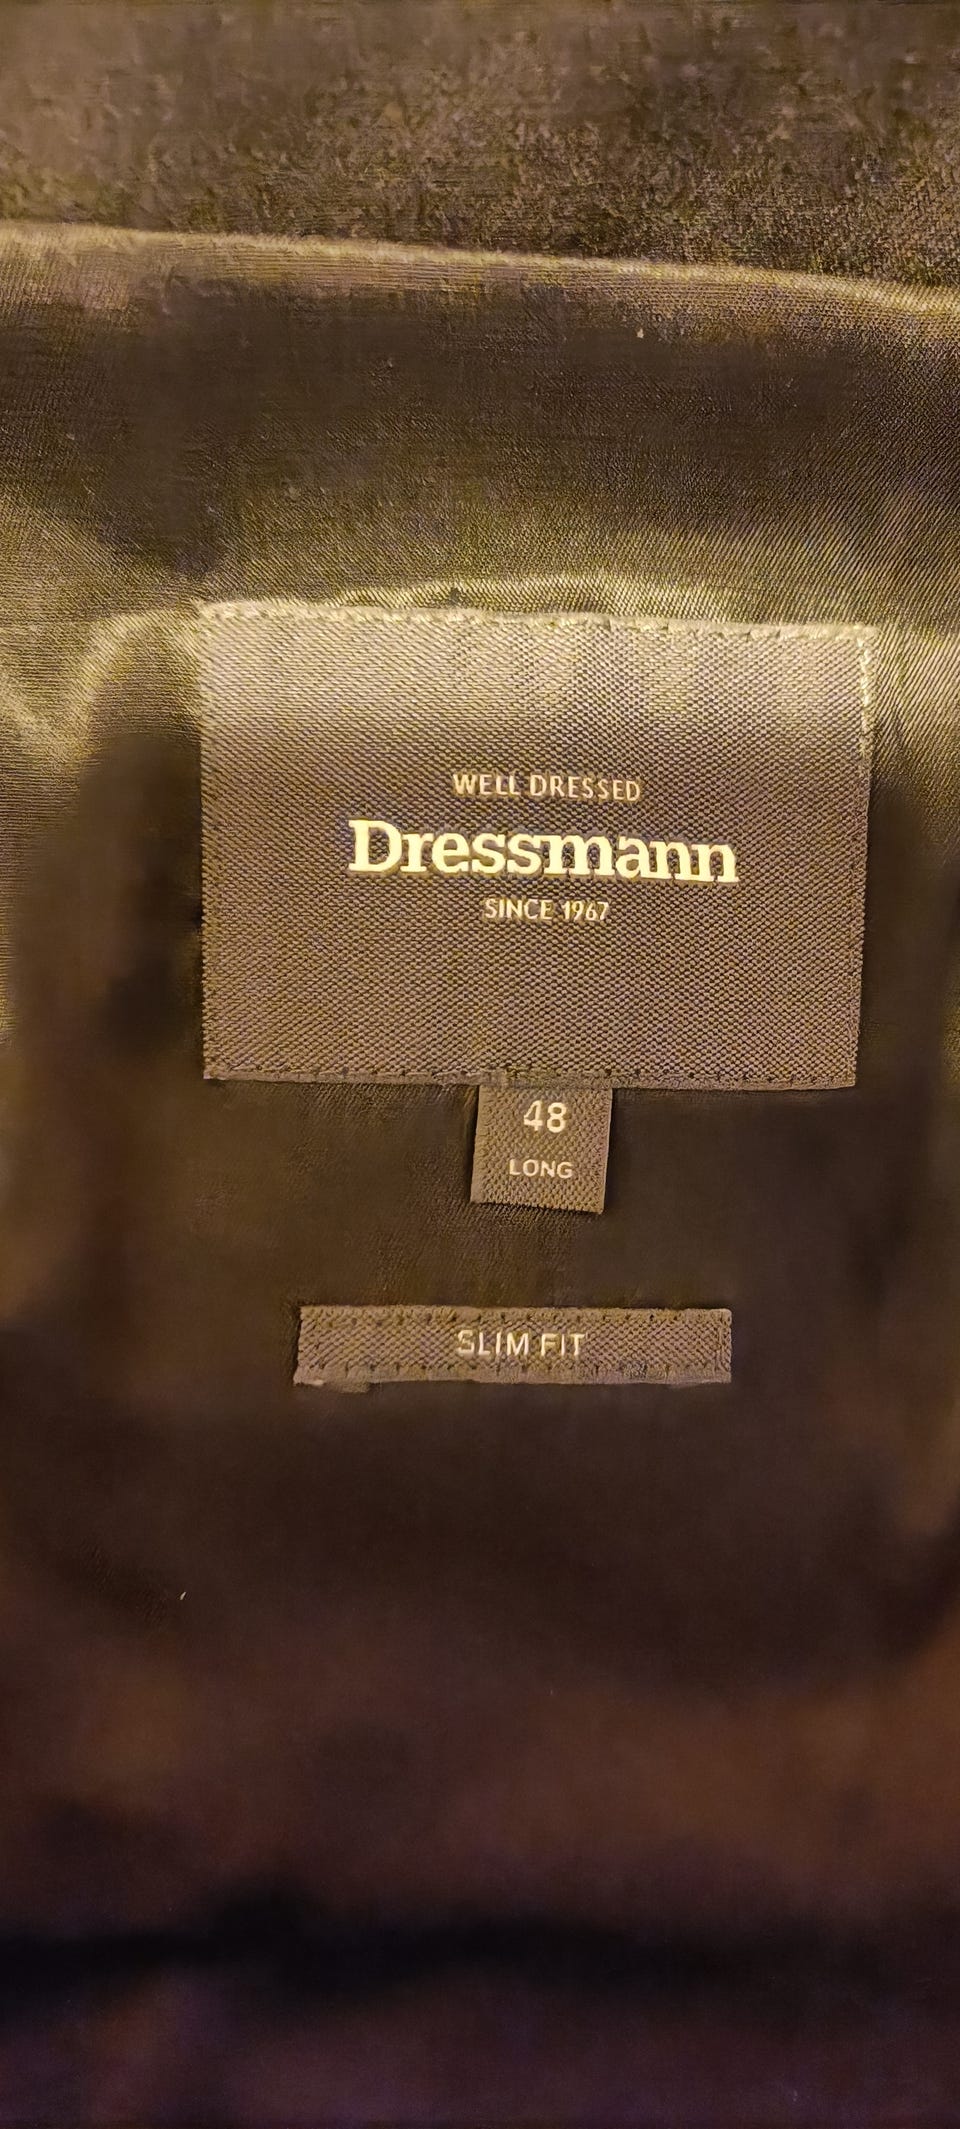 WELL DRESSED
Dressmann
SINCE 1967
48
LONG
SLIM FIT